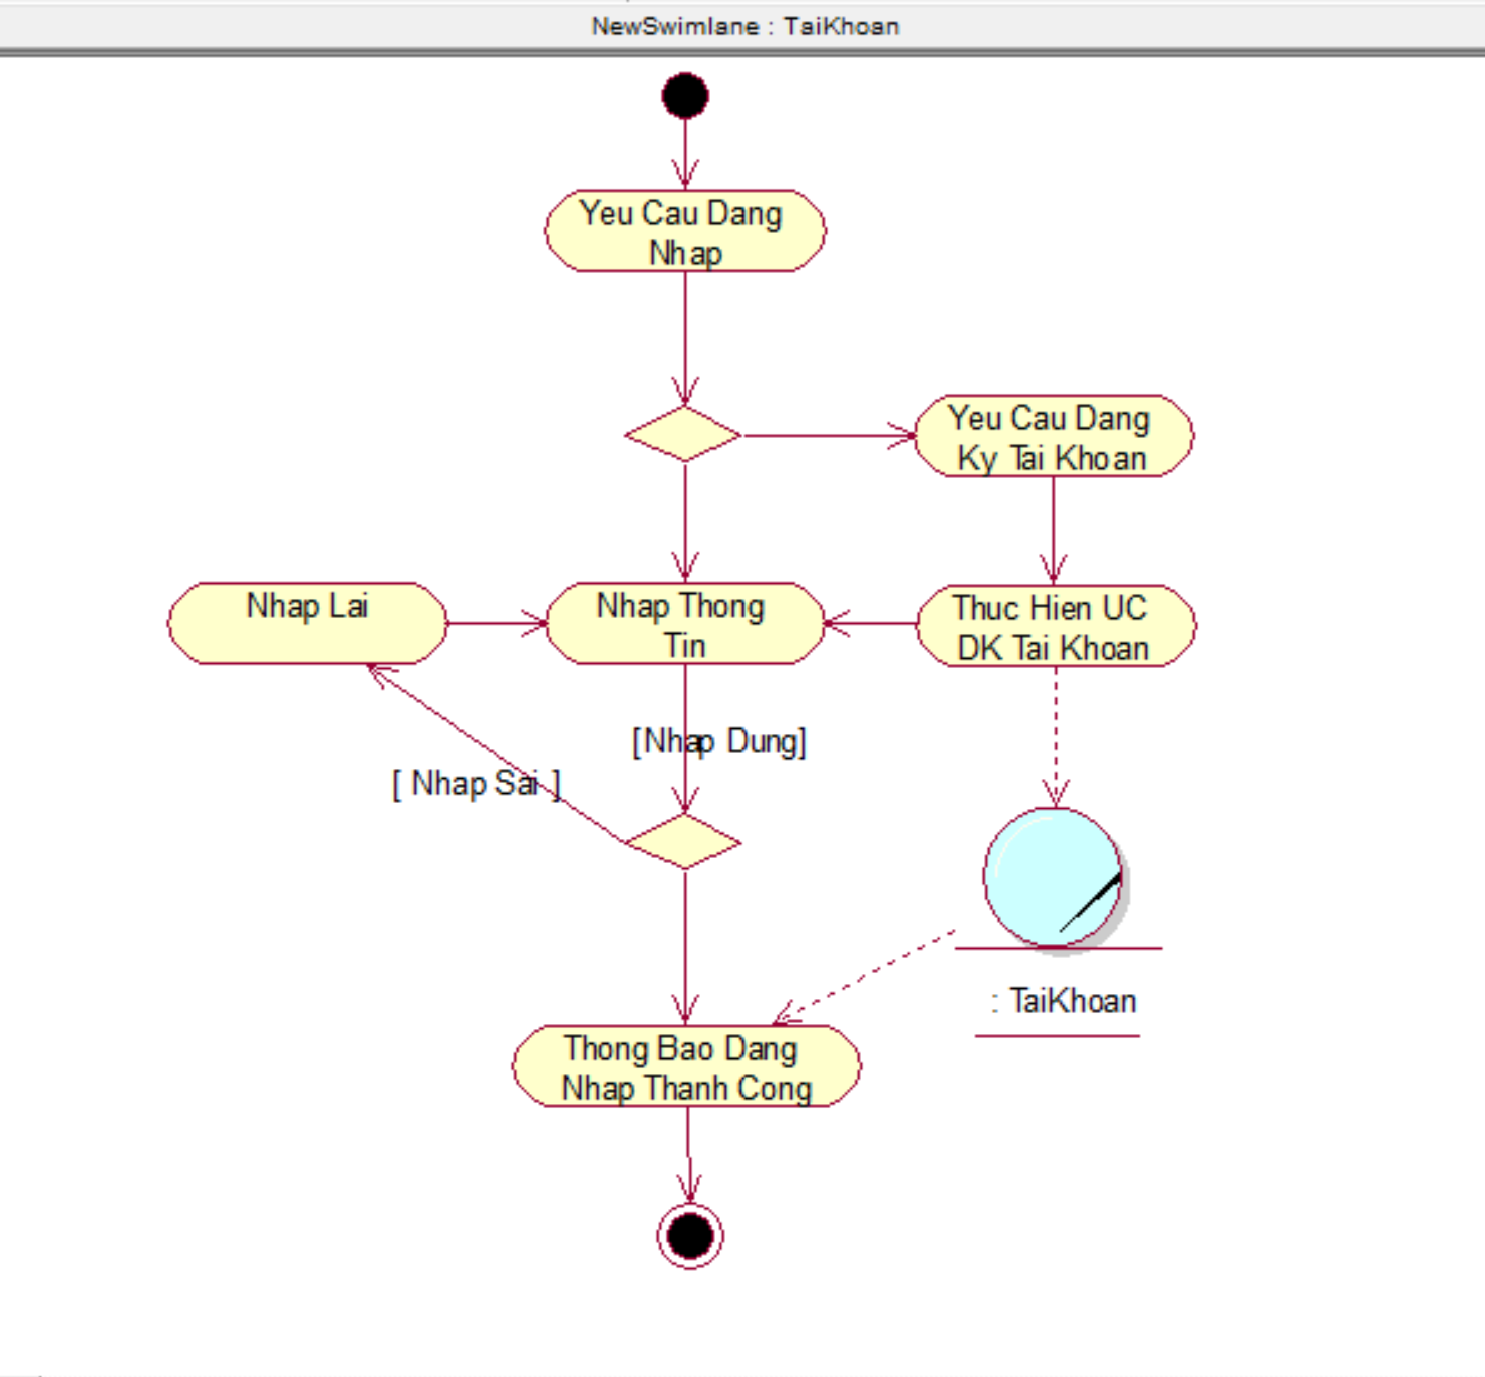 NewSwimlane : TaiKhoan
Yeu Cau Dang
Nhap
Yeu Cau Dang
Ky Tai Khoan
Nhap Lai
Nhap Thong
Tin
Thuc Hien UC
DK Tai Khoan
[Nhap Dung]
[ Nhap Sai ]
: TaiKhoan
Thong Bao Dang
Nhap Thanh Cong